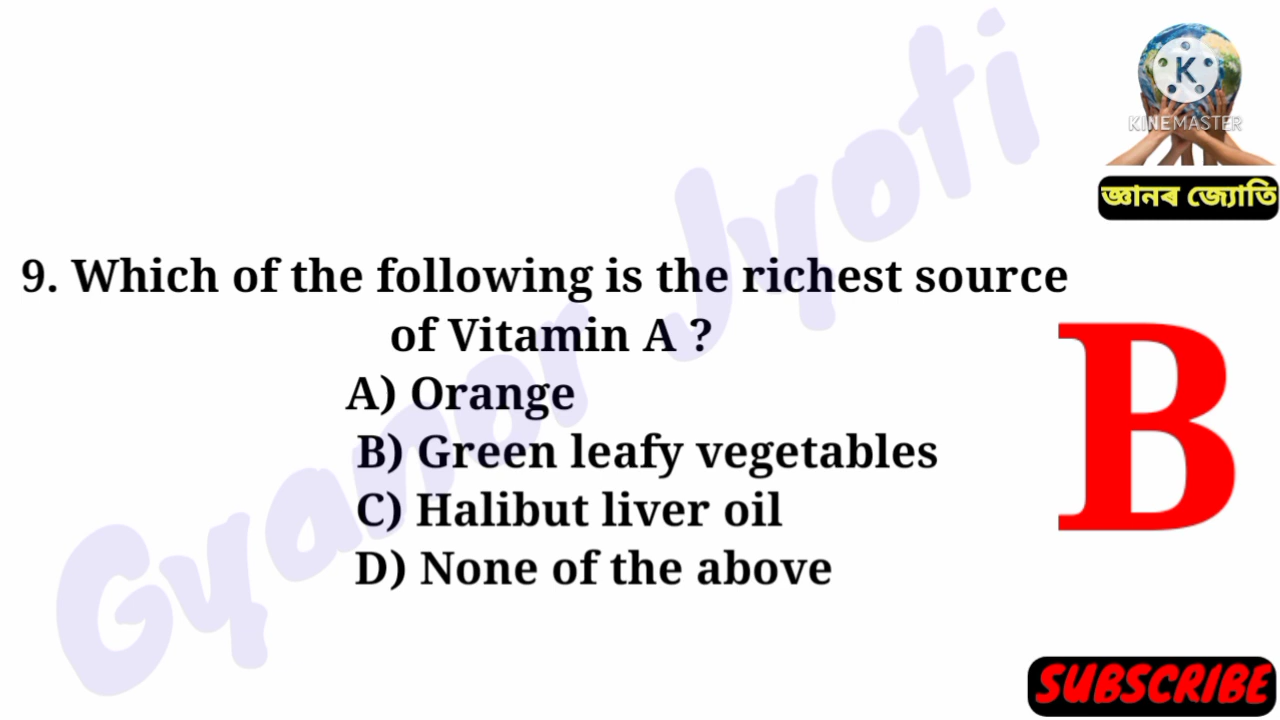 K
KINEMASTER
জ্ঞানৰ জ্যোতি
9. Which of the following is the richest source
of Vitamin A ?
A) Orange
B) Green leafy vegetables
C) Halibut liver oil
D) None of the above
B
Gyanor Jyoti
SUBSCRIBE